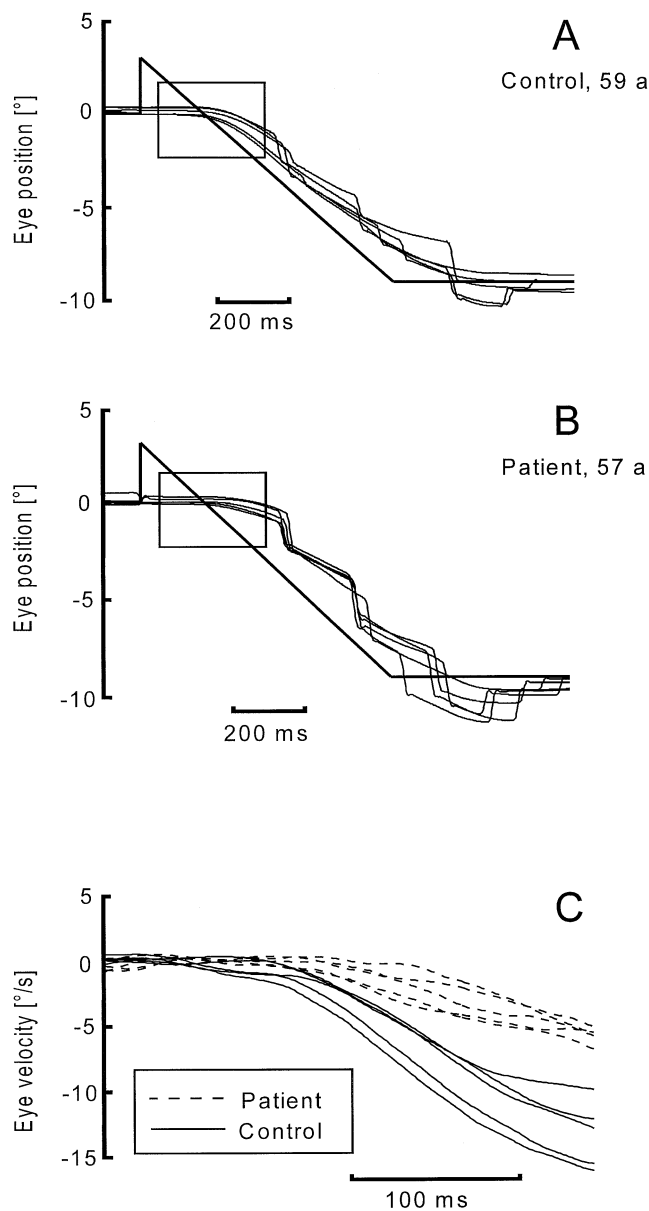 A
Control, 59 a
Eye position [°]
5
0
-5
-10
200 ms
B
Patient, 57 a
Eye position [°]
5
0
-5
-10
200 ms
C
Eye velocity [°/s]
5
0
-5
-10
-15
Patient
Control
100 ms